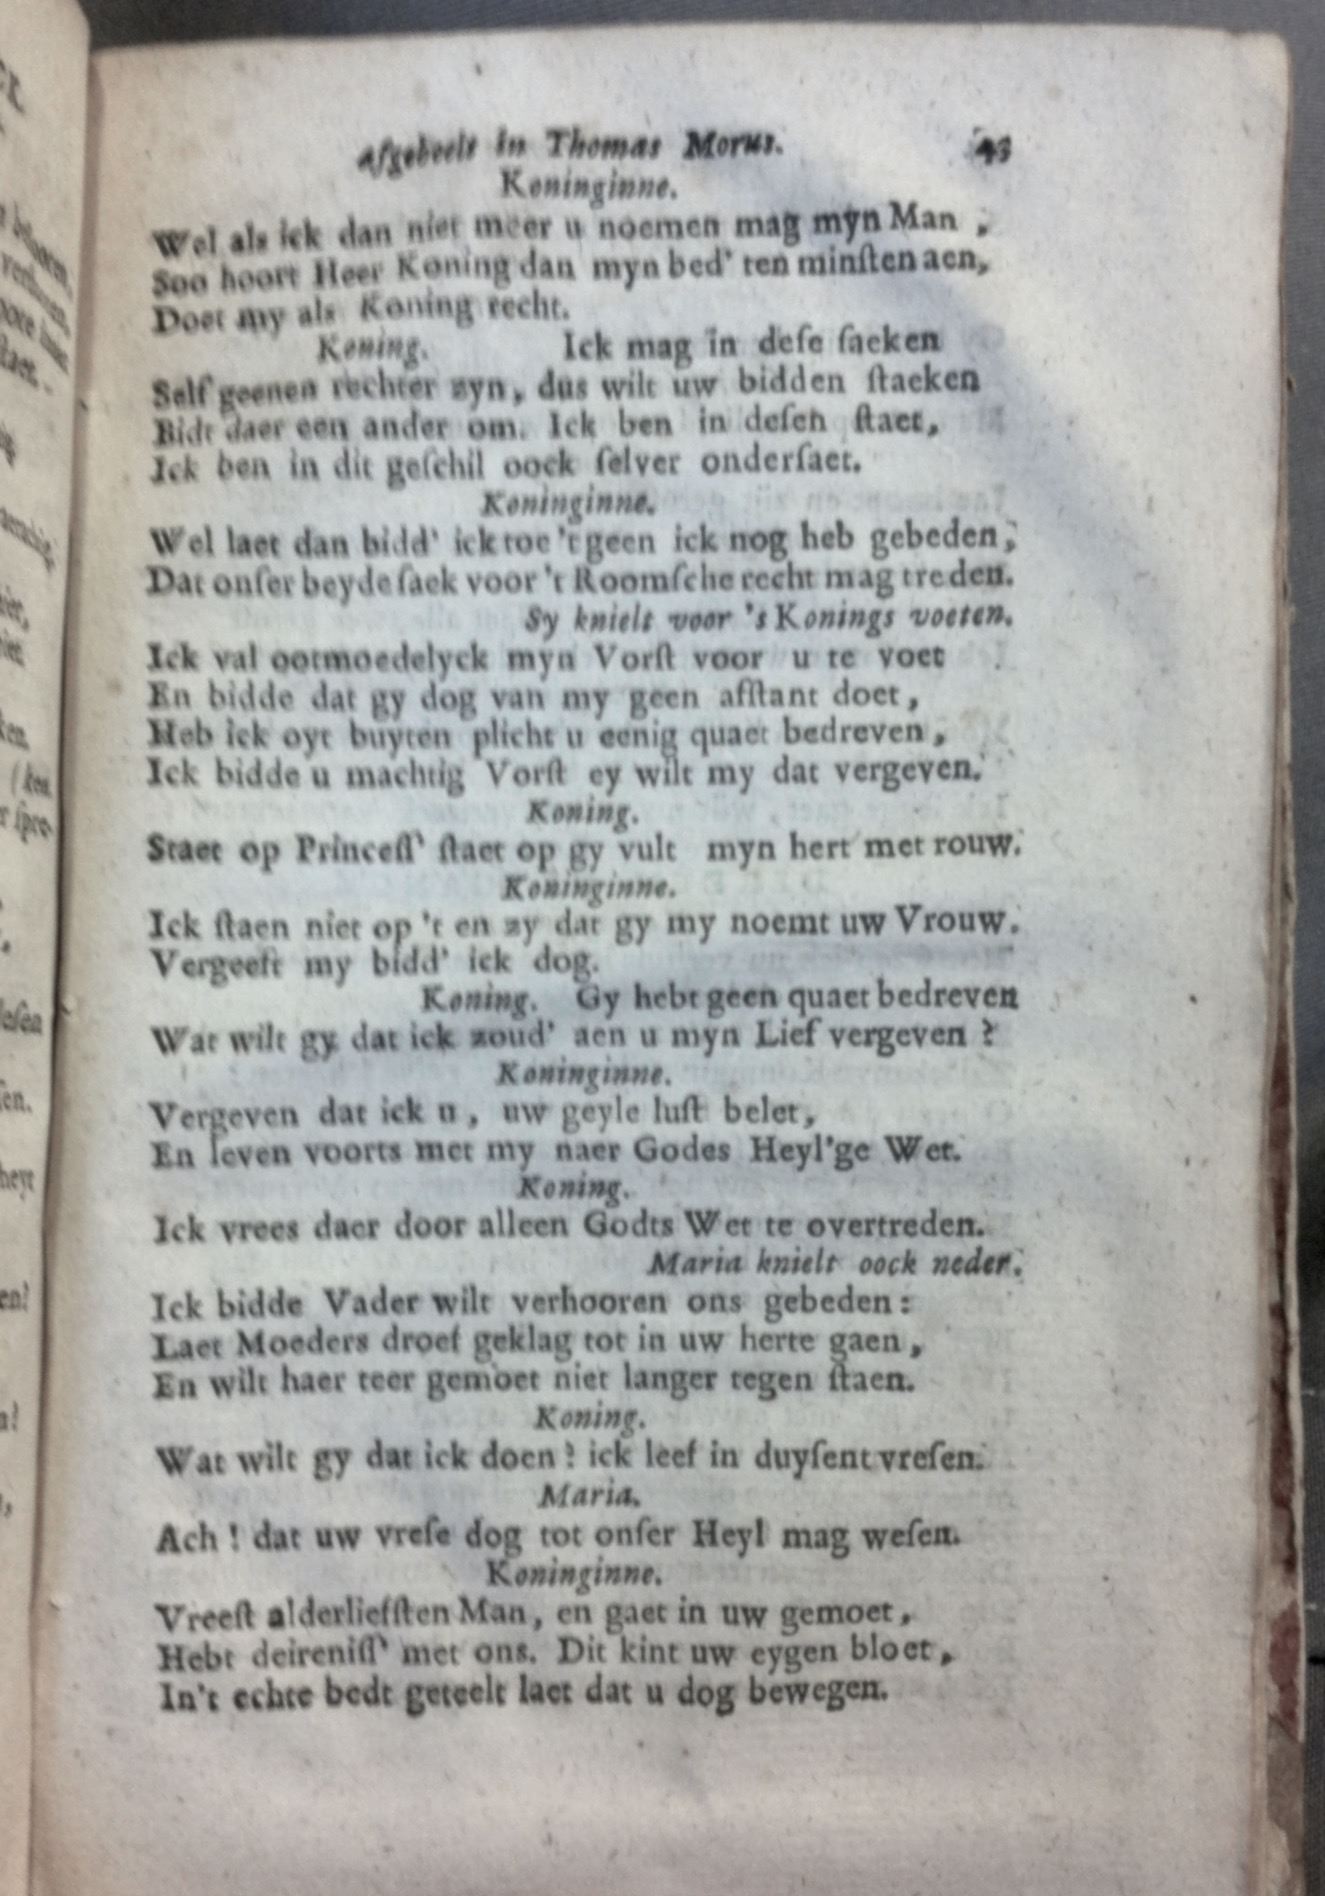 afgebeelt in Thomas Morus. 43
Koninginne.
Wel als ick dan niet meer u noemen mag myn Man ,
Soo hoort Heer Koning dan myn bed' ten minſten aen,
Doet my als Koning recht.
Koning. Ick mag in deſe ſaeken
Self geenen rechter zyn, dus wilt uw bidden ſtaeken
Bidt daer een ander om. Ick ben in deſen ſtaet,
Ick ben in dit geſchil oock ſelver onderſaet.
Koninginne.
Wel laet dan bidd' ick toe 't geen ick nog heb gebeden,
Dat onſer beyde ſaek voor 't Roomſche recht mag treden.
Sy knielt voor 's Konings voeten.
Ick val ootmoedelyck myn Vorſt voor u te voet
En bidde dat gy dog van my geen afſtant doet,
Heb ick oyt buyten plicht u eenig quaet bedreven,
Ick bidde u machtig Vorſt ey wilt my dat vergeven.
Koning.
Staet op Princeſſ' ſtaet op gy vult myn hert met rouw.
Koninginne.
Ick ſtaen niet op 't en zy dat gy my noemt uw Vrouw.
Vergeeft my bidd' ick dog.
Koning. Gy hebt geen quaet bedreven
Wat wilt gy dat ick zoud' aen u myn Lief vergeven ?
Koninginne.
Vergeven dat ick u, uw geyle luſt belet,
En leven voorts met my naer Godes Heyl'ge Wet.
Koning.
Ick vrees daer door alleen Godts Wet te overtreden.
Maria knielt oock neder.
Ick bidde Vader wilt verhooren ons gebeden:
Laet Moeders droef geklag tot in uw herte gaen,
En wilt haer teer gemoet niet langer tegen ſtaen.
Koning.
Wat wilt gy dat ick doen? ick leef in duyſent vreſen.
Maria.
Ach ! dat uw vreſe dog tot onſer Heyl mag weſen.
Koninginne.
Vreeſt alderliefſten Man, en gaet in uw gemoet,
Hebt deireniſſ' met ons. Dit kint uw eygen bloet,
In't echte bedt geteelt laet dat u dog bewegen.